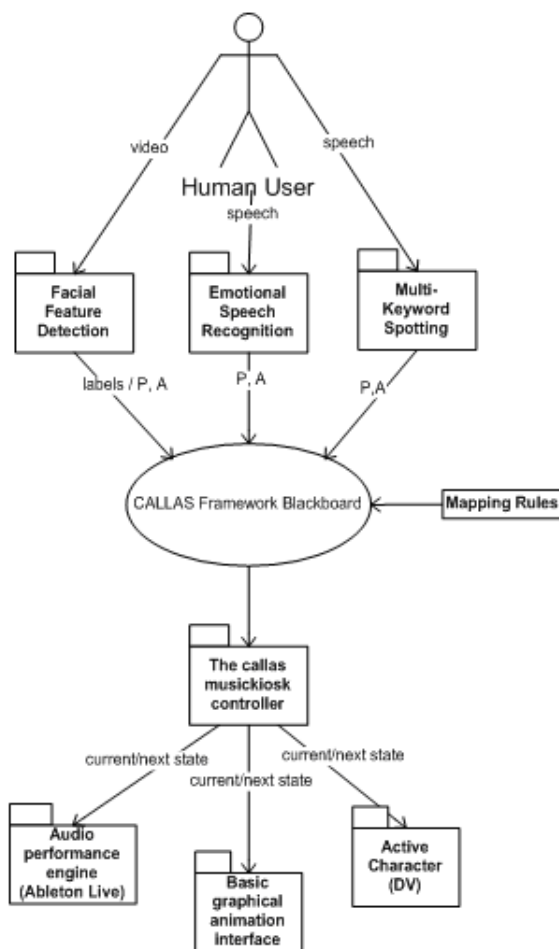 video
speech
Human User
speech
Facial
Feature
Detection
Emotional
Speech
Recognition
Multi-
Keyword
Spotting
labels / P, A
P, A
P,A
CALLAS Framework Blackboard
Mapping Rules
The callas
musickiosk
controller
current/next state
current/next state
current/next state
Audio
performance
engine
(Ableton Live)
Basic
graphical
animation
interface
Active
Character
(DV)